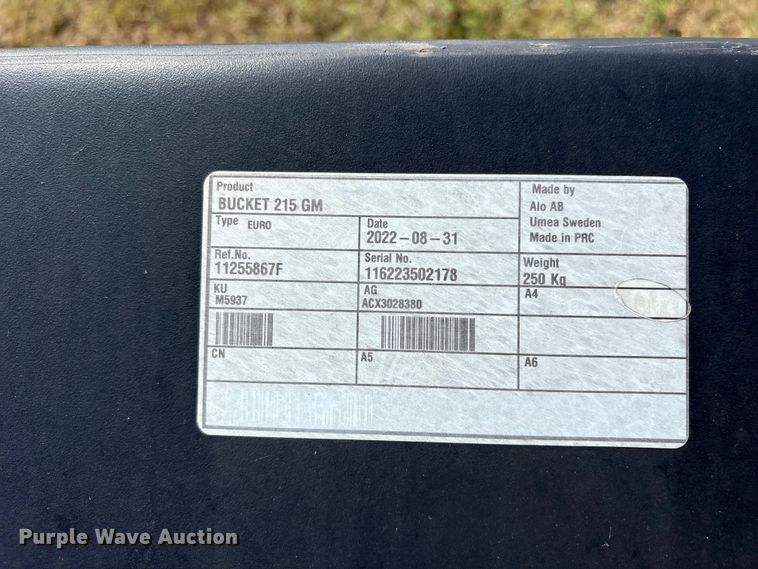 Product
BUCKET 215 GM
Made by
Alo AB
Umea Sweden
Made in PRC
Type EURO
Date
2022-08-31
Ref.No.
11255867F
Serial No.
116223502178
Weight
250 Kg
KU
M5937
AG
ACX3028380
A4
CN
A5
A6
Purple Wave Auction®